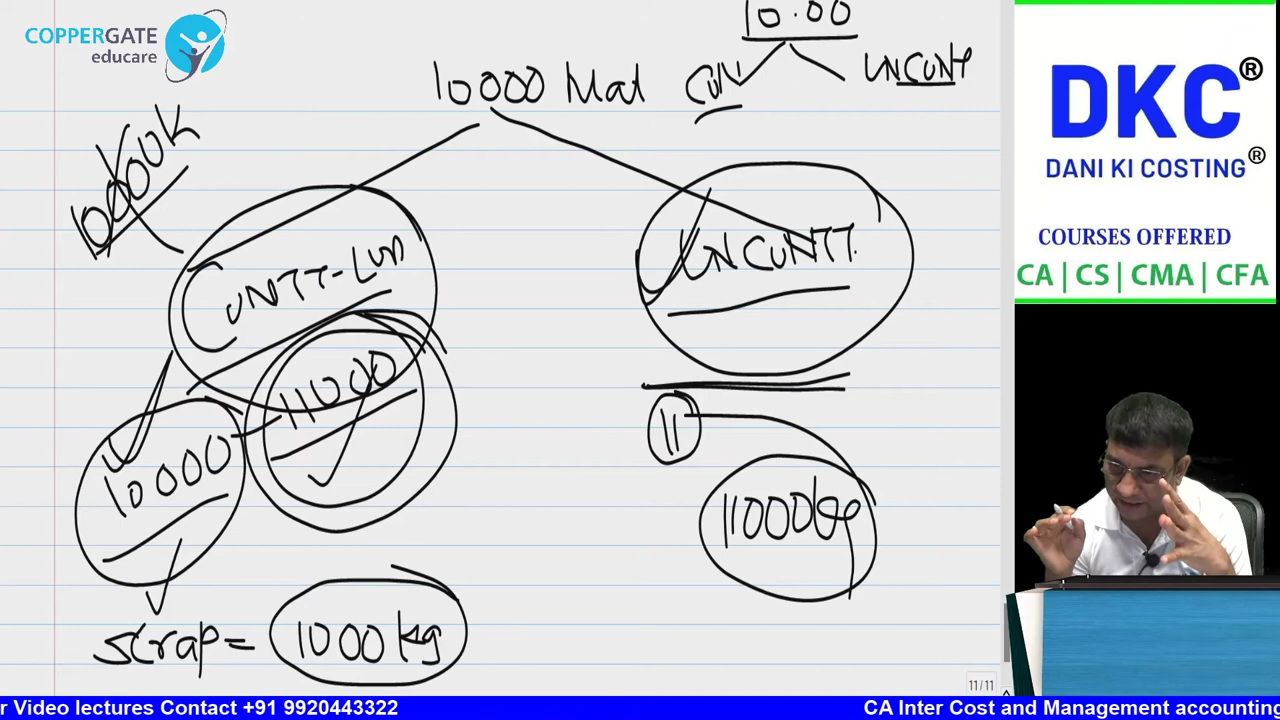 COPPERGATE
educare
10.00
10000 Mat CUN UNCUNT
10000K
CUNTT-LUN
UNCUNTT.
11000
10000
11
11000kg
scrap = 1000 kg
11/11
DKC®
DANI KI COSTING®
COURSES OFFERED
CA | CS | CMA | CFA
r Video lectures Contact +91 9920443322
CA Inter Cost and Management accounting